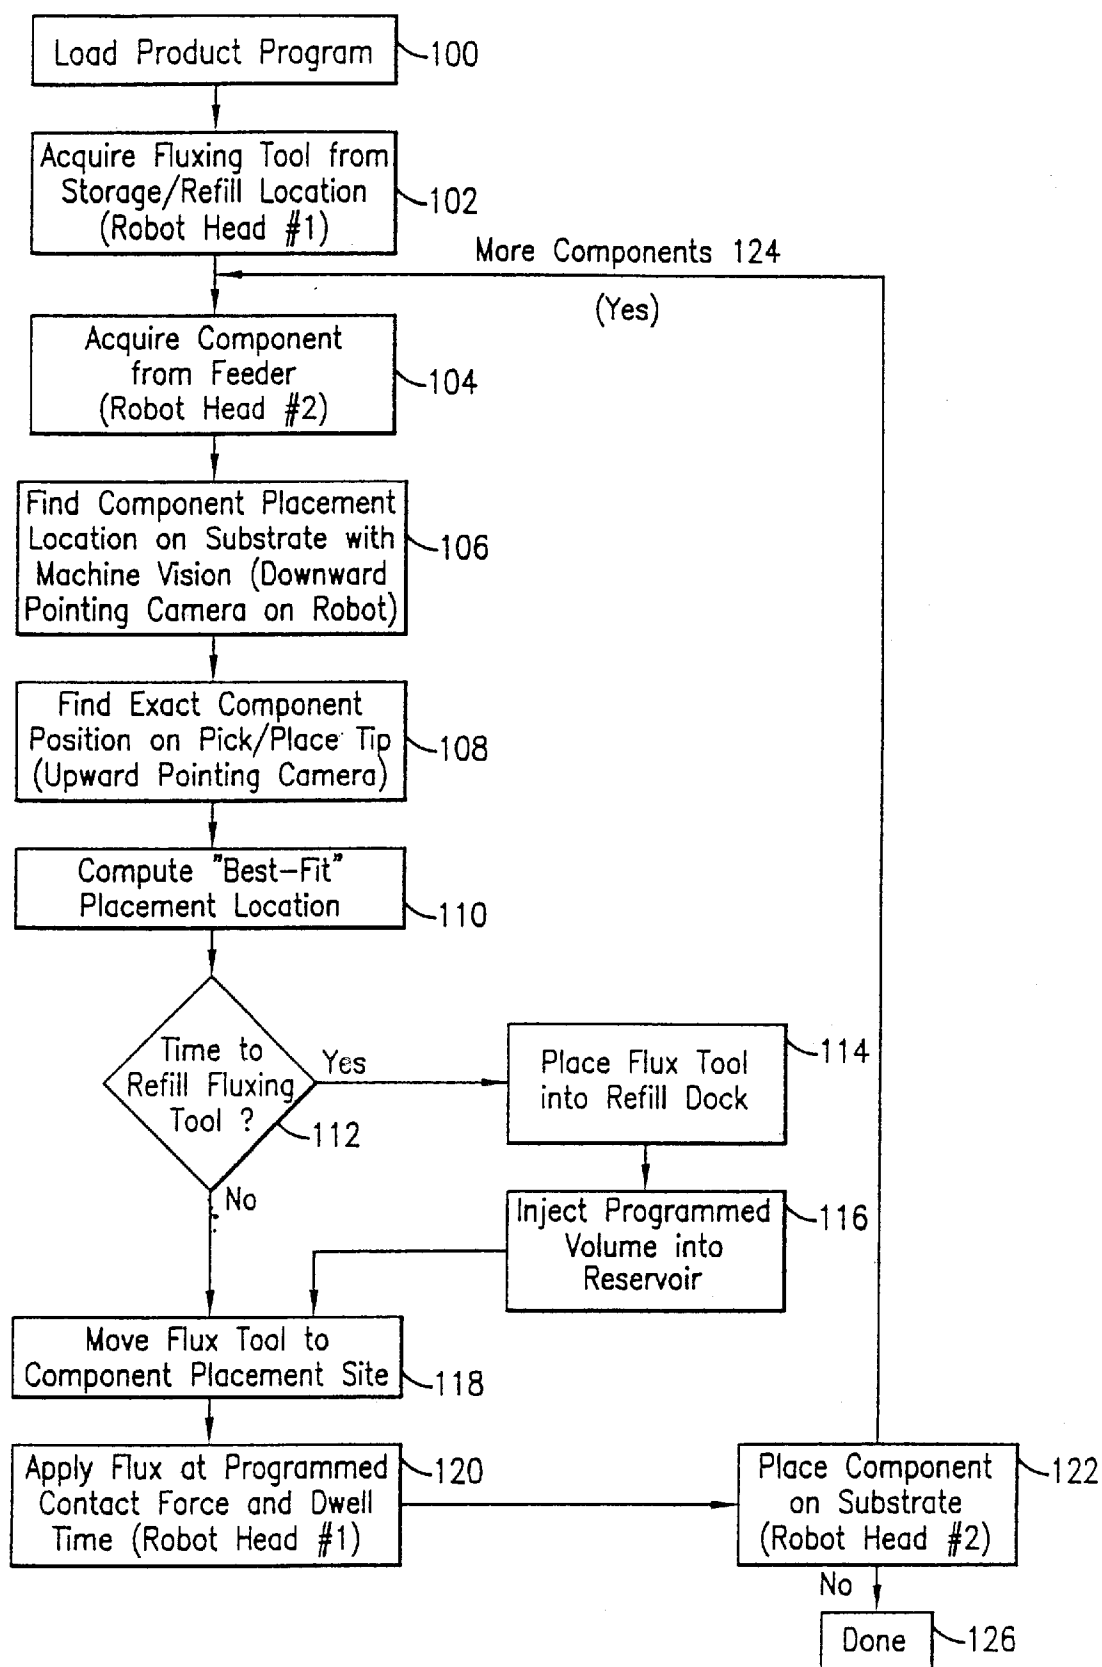 Load Product Program
100
Acquire Fluxing Tool from
Storage/Refill Location
(Robot Head #1)
102
More Components 124
(Yes)
Acquire Component
from Feeder
(Robot Head #2)
104
Find Component Placement
Location on Substrate with
Machine Vision (Downward
Pointing Camera on Robot)
106
Find Exact Component
Position on Pick/Place Tip
(Upward Pointing Camera)
108
Compute "Best-Fit"
Placement Location
110
Time to
Refill Fluxing
Tool ?
112
Yes
No
Place Flux Tool
into Refill Dock
114
Inject Programmed
Volume into
Reservoir
116
Move Flux Tool to
Component Placement Site
118
Apply Flux at Programmed
Contact Force and Dwell
Time (Robot Head #1)
120
Place Component
on Substrate
(Robot Head #2)
122
No
Done
126